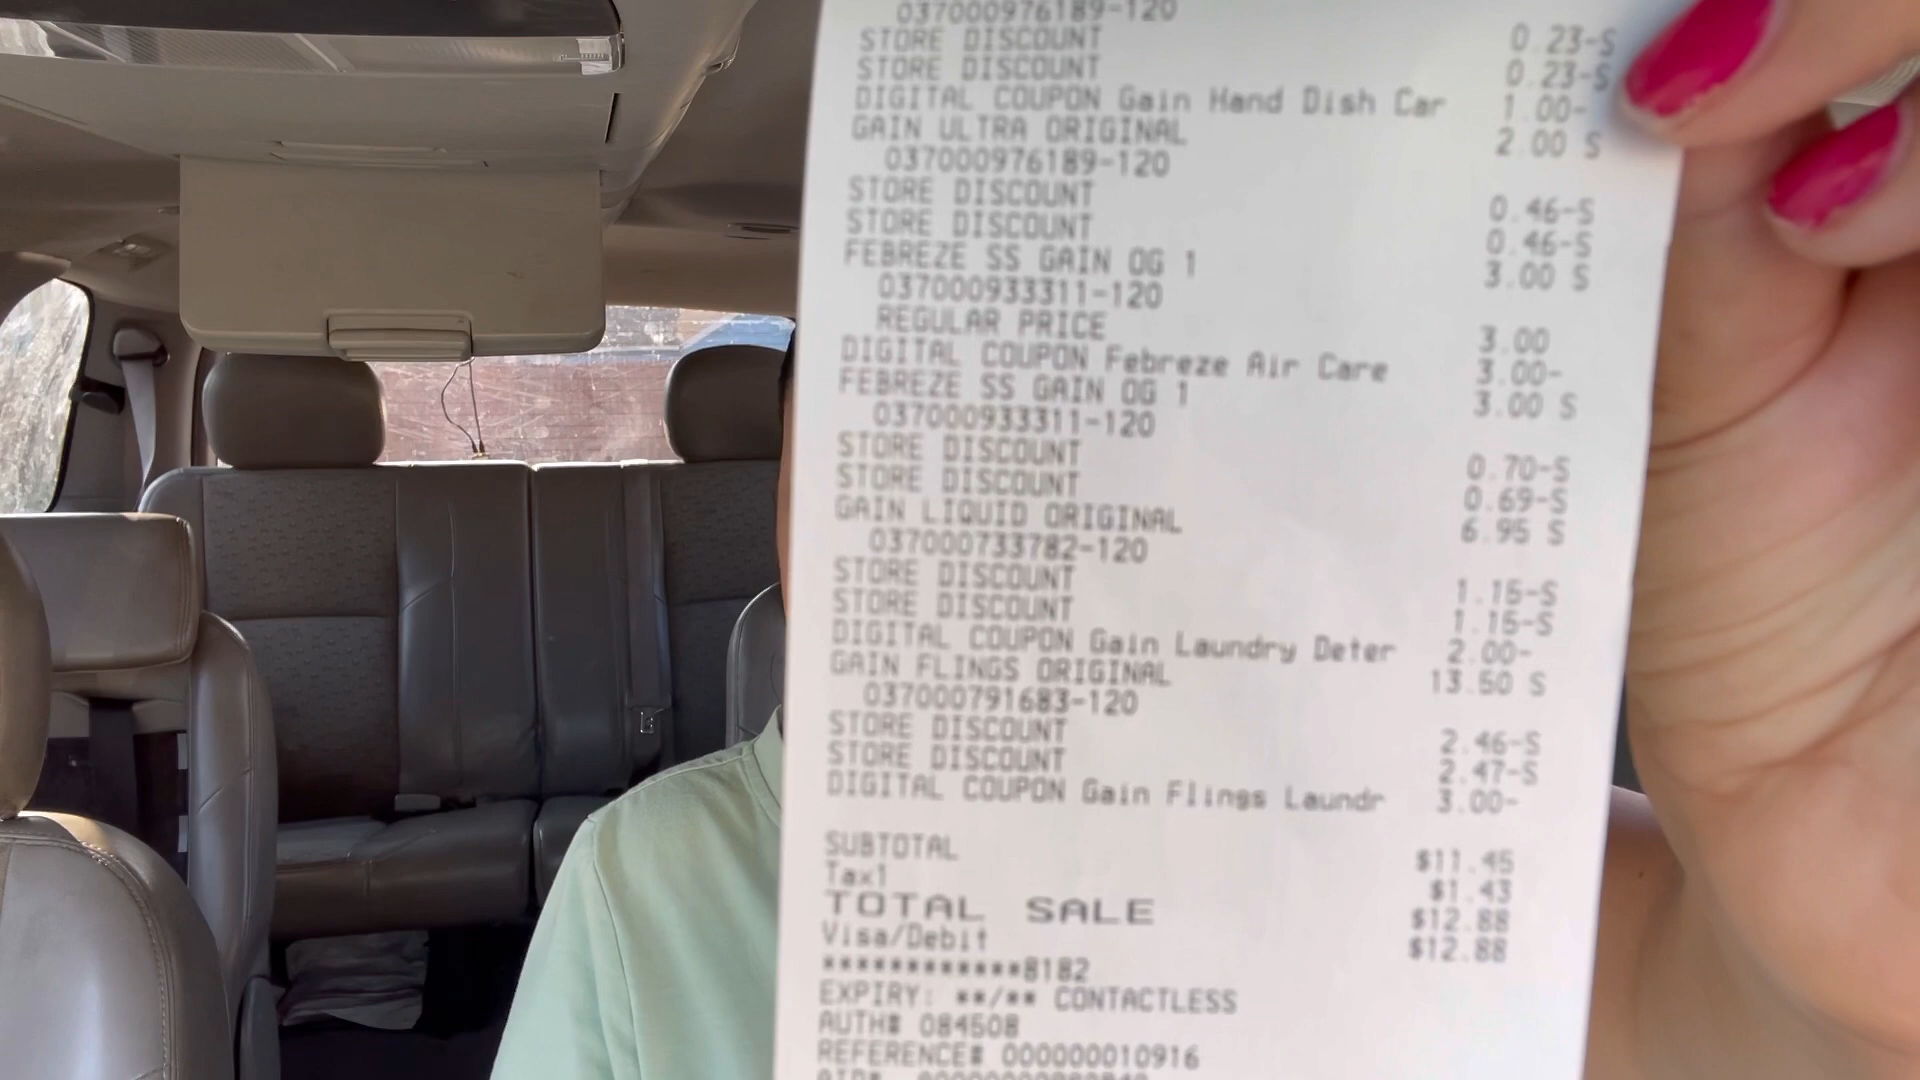 037000976189-120
STORE DISCOUNT 0.23-S
STORE DISCOUNT 0.23-S
DIGITAL COUPON Gain Hand Dish Car 1.00-
GAIN ULTRA ORIGINAL 2.00 S
037000976189-120
STORE DISCOUNT 0.46-S
STORE DISCOUNT 0.46-S
FEBREZE SS GAIN OG 1 3.00 S
037000933311-120
REGULAR PRICE 3.00
DIGITAL COUPON Febreze Air Care 3.00-
FEBREZE SS GAIN OG 1 3.00 S
037000933311-120
STORE DISCOUNT 0.70-S
STORE DISCOUNT 0.69-S
GAIN LIQUID ORIGINAL 6.95 S
037000733782-120
STORE DISCOUNT 1.15-S
STORE DISCOUNT 1.15-S
DIGITAL COUPON Gain Laundry Deter 2.00-
GAIN FLINGS ORIGINAL 13.50 S
037000791683-120
STORE DISCOUNT 2.46-S
STORE DISCOUNT 2.47-S
DIGITAL COUPON Gain Flings Laundr 3.00-
SUBTOTAL $11.45
Tax1 $1.43
TOTAL SALE $12.88
Visa/Debit $12.88
************8182
EXPIRY: **/** CONTACTLESS
AUTH# 084508
REFERENCE# 000000010916